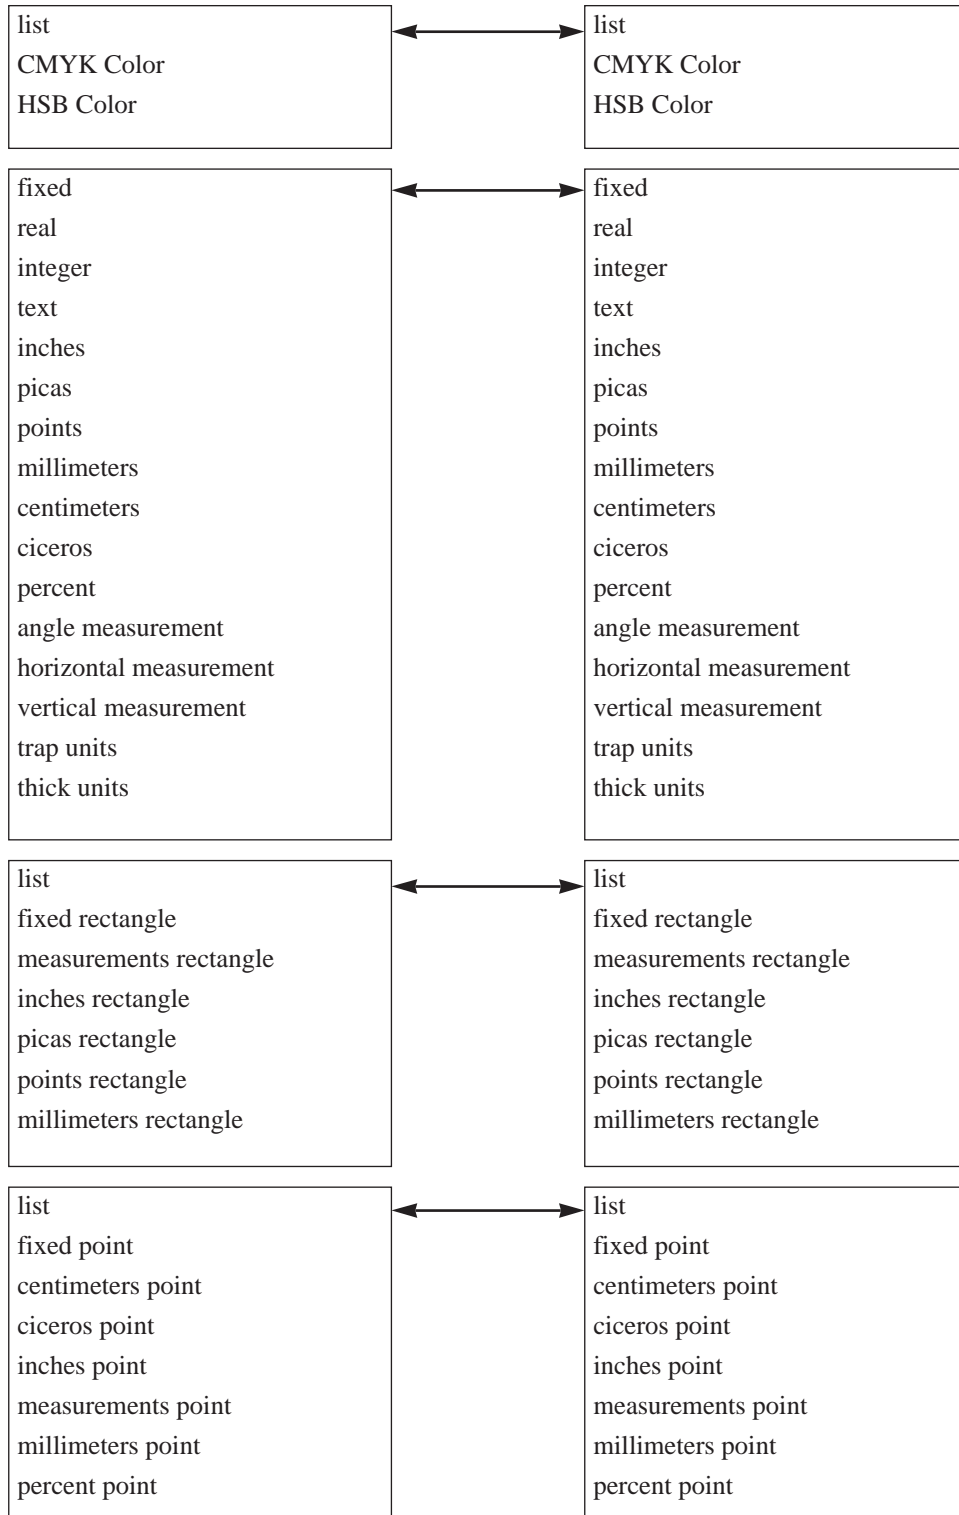 list
CMYK Color
HSB Color
list
CMYK Color
HSB Color
fixed
real
integer
text
inches
picas
points
millimeters
centimeters
ciceros
percent
angle measurement
horizontal measurement
vertical measurement
trap units
thick units
fixed
real
integer
text
inches
picas
points
millimeters
centimeters
ciceros
percent
angle measurement
horizontal measurement
vertical measurement
trap units
thick units
list
fixed rectangle
measurements rectangle
inches rectangle
picas rectangle
points rectangle
millimeters rectangle
list
fixed rectangle
measurements rectangle
inches rectangle
picas rectangle
points rectangle
millimeters rectangle
list
fixed point
centimeters point
ciceros point
inches point
measurements point
millimeters point
percent point
list
fixed point
centimeters point
ciceros point
inches point
measurements point
millimeters point
percent point